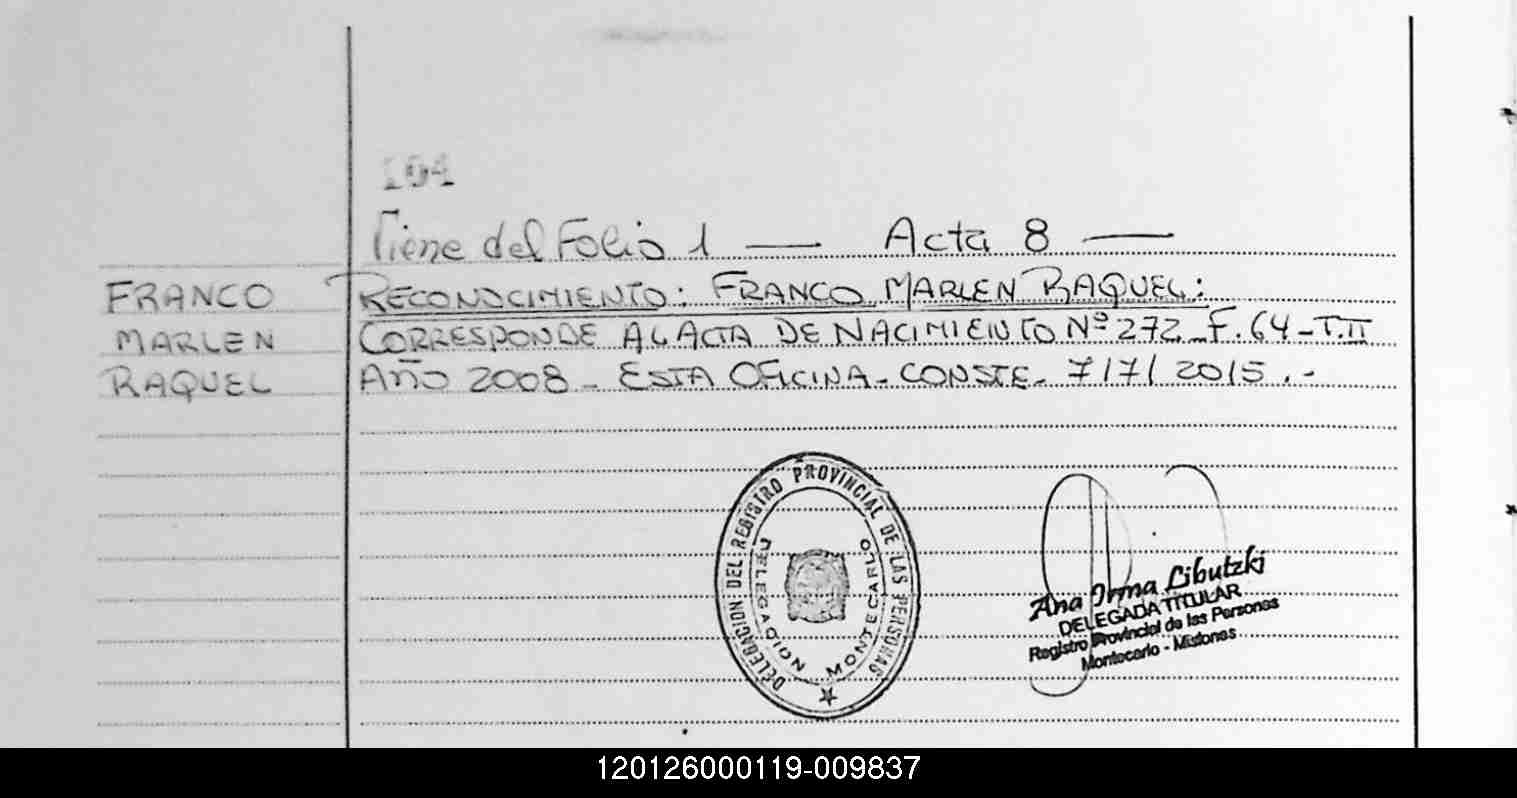 104
Viene del Folio 1 — Acta 8 —
FRANCO MARLEN RAQUEL
RECONOCIMIENTO: FRANCO MARLEN RAQUEL:
CORRESPONDE AL ACTA DE NACIMIENTO Nº 272 - F. 64 - T. II
AÑO 2008 - ESTA OFICINA - CONSTE - 7/7/2015.-
DELEGACION DEL REGISTRO PROVINCIAL DE LAS PERSONAS
DELEGACION MONTECARLO
Ana Irma Libutzki
DELEGADA TITULAR
Registro Provincial de las Personas
Montecarlo - Misiones
120126000119-009837